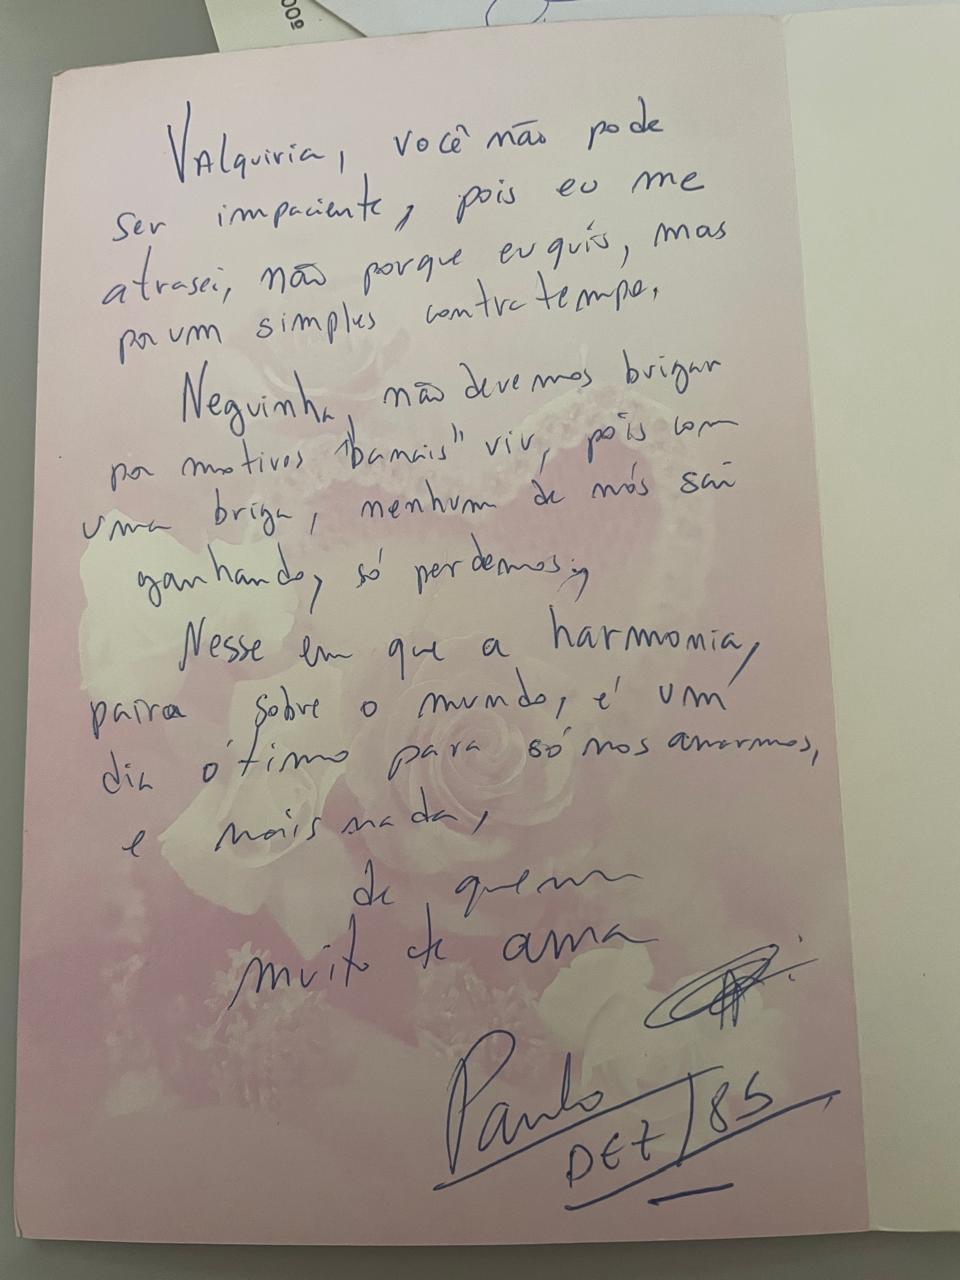 00º
Valquiria, você não pode
ser impaciente, pois eu me
atrasei, não porque eu quis, mas
por um simples contratempo.
Neguinha, não devemos brigar
por motivos "bamais" viv, pois com
uma briga, nenhum de nós sai
ganhando, só perdemos,
Nesse em que a harmonia,
paira sobre o mundo, é um
dia ótimo para só nos amarmos,
e mais nada,
de quem
muito te ama
Paulo
DEZ/85